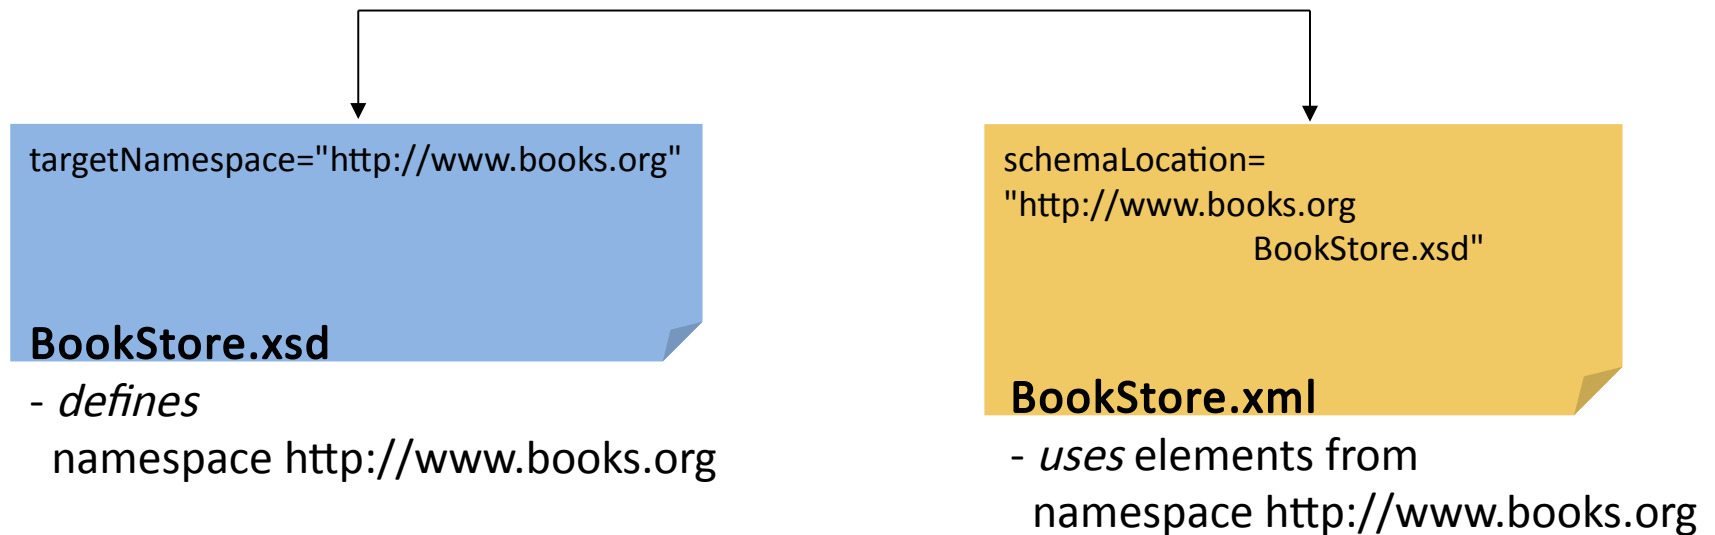 targetNamespace="http://www.books.org"
BookStore.xsd
- defines
namespace http://www.books.org
schemaLocation=
"http://www.books.org
BookStore.xsd"
BookStore.xml
- uses elements from
namespace http://www.books.org